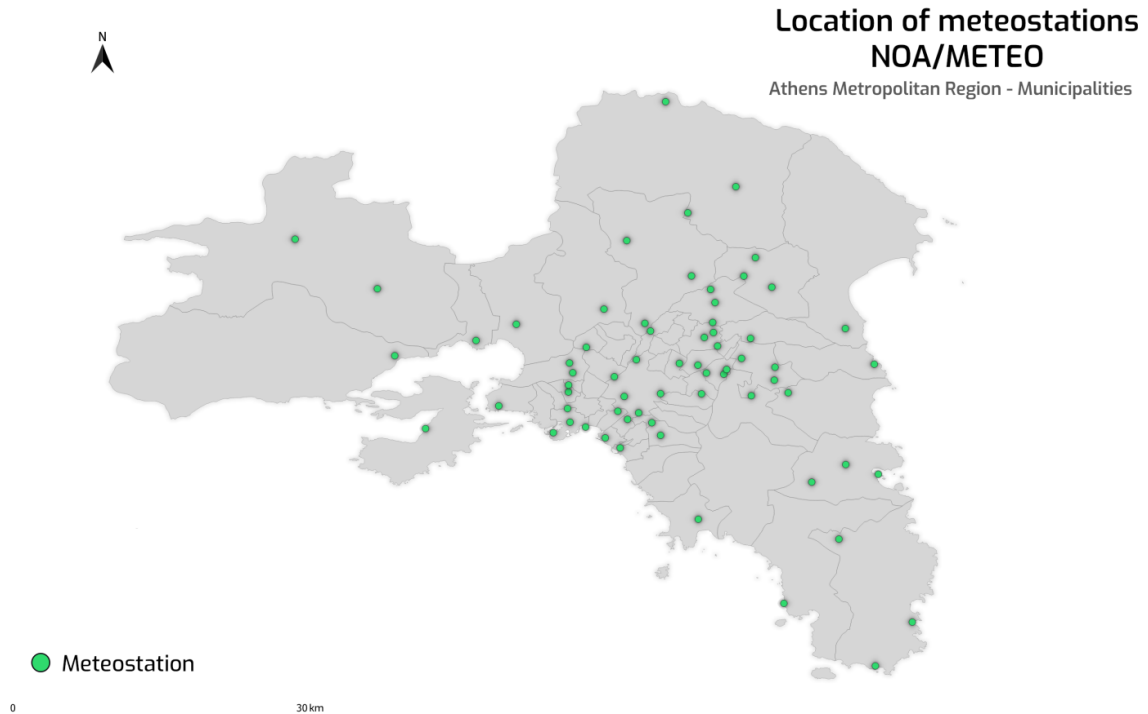 Location of meteostations
NOA/METEO
Athens Metropolitan Region - Municipalities
N
Meteostation
0 30 km